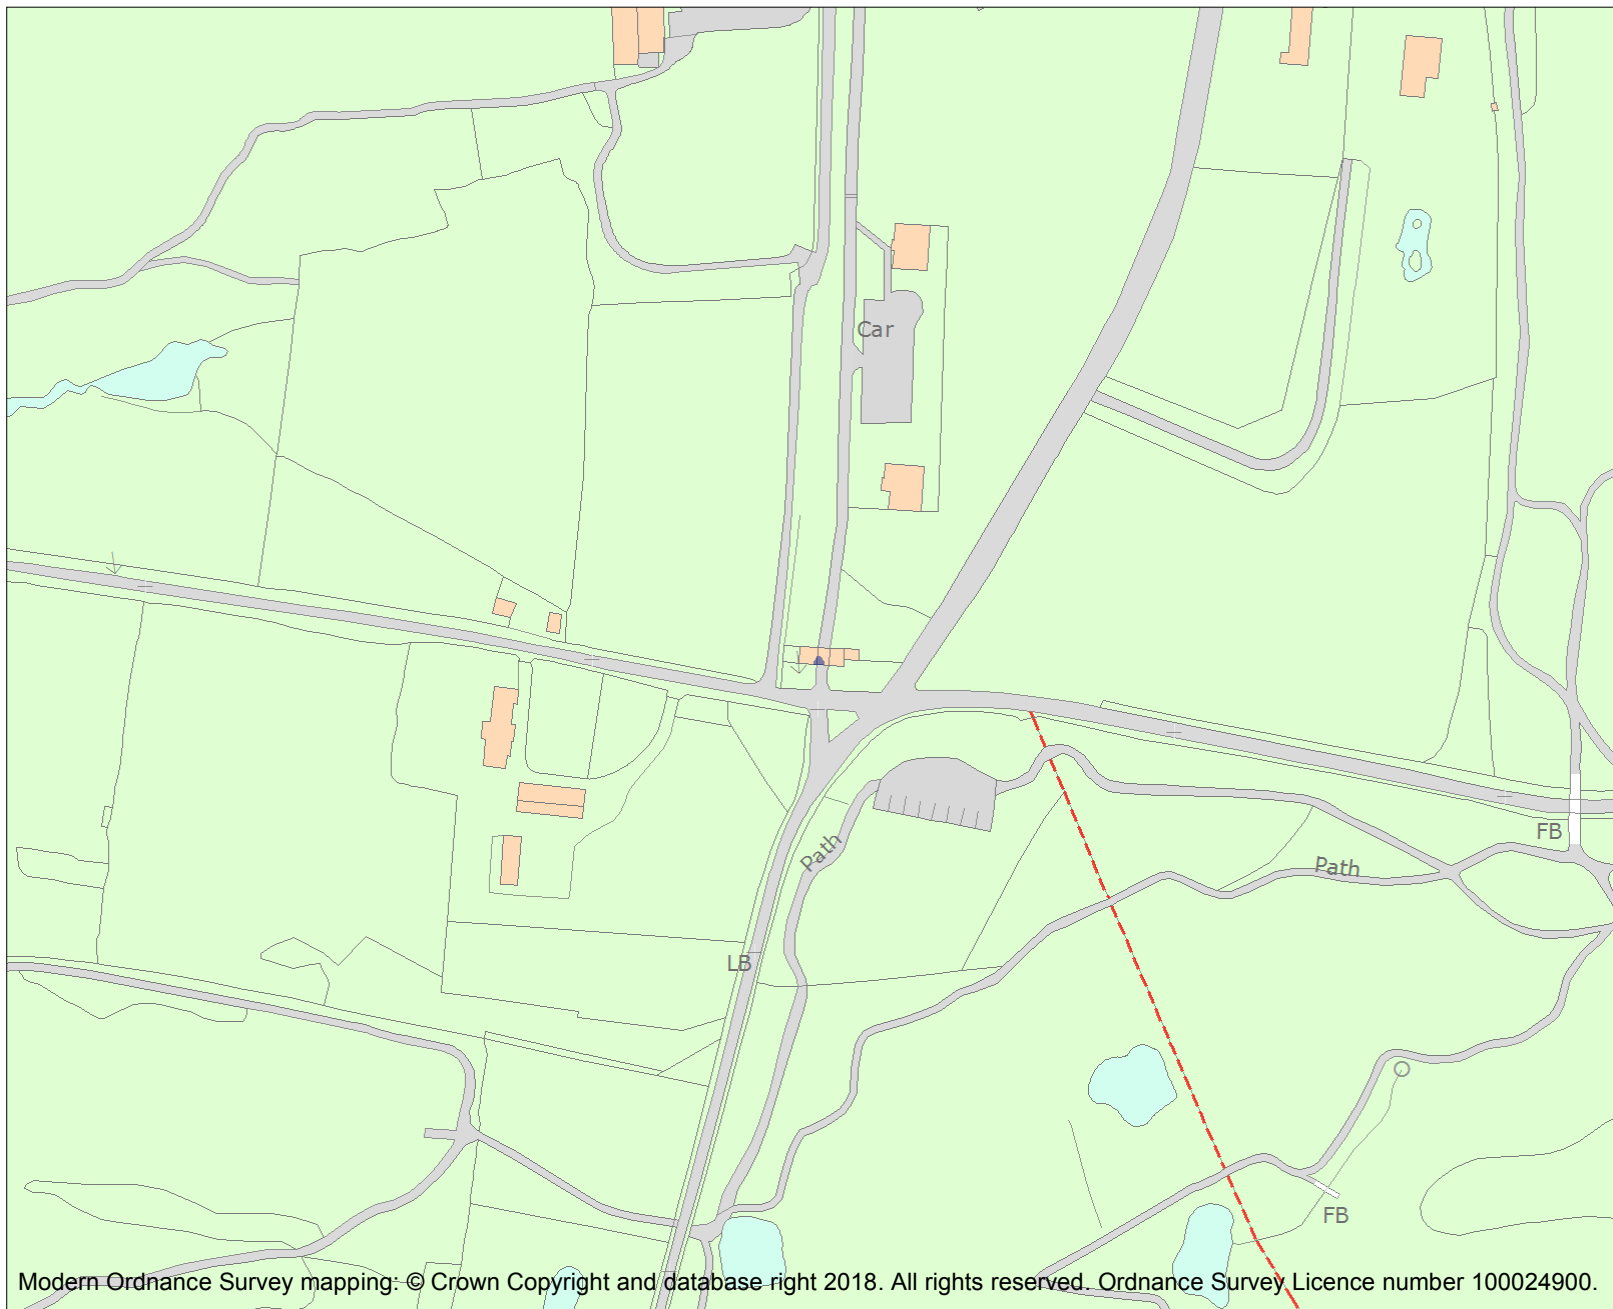 Car
FB
Path
Path
LB
FB
Modern Ordnance Survey mapping: © Crown Copyright and database right 2018. All rights reserved. Ordnance Survey Licence number 100024900.